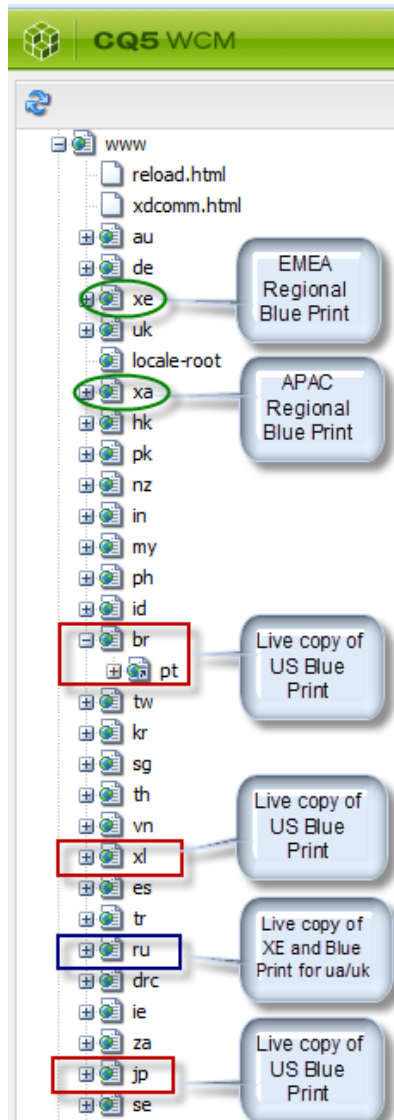 CQ5 WCM
www
reload.html
xdcomm.html
au
de
xe
uk
locale-root
xa
hk
pk
nz
in
my
ph
id
br
pt
tw
kr
sg
th
vn
xl
es
tr
ru
drc
ie
za
jp
se
EMEA
Regional
Blue Print
APAC
Regional
Blue Print
Live copy of
US Blue
Print
Live copy of
US Blue
Print
Live copy of
XE and Blue
Print for ua/uk
Live copy of
US Blue
Print